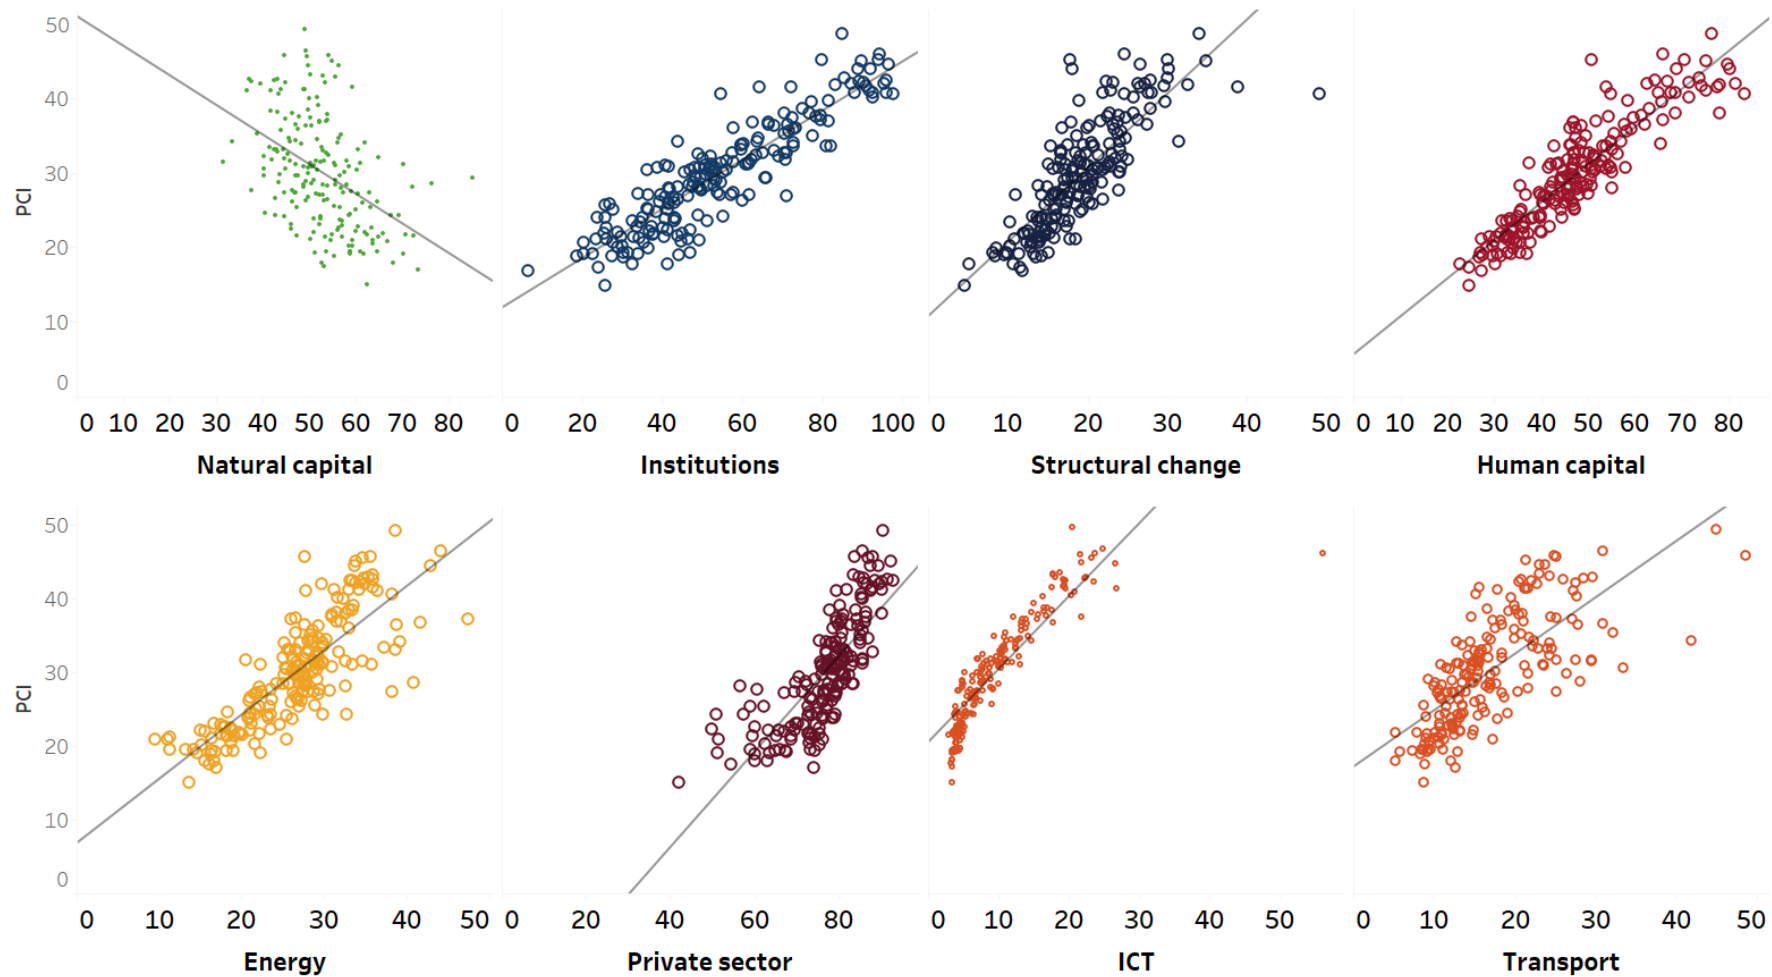 50
40
30
20
10
0
PCI
0 10 20 30 40 50 60 70 80
0 20 40 60 80 100
0 10 20 30 40 50
0 10 20 30 40 50 60 70 80
Natural capital
Institutions
Structural change
Human capital
50
40
30
20
10
0
PCI
0 10 20 30 40 50
0 20 40 60 80
0 10 20 30 40 50
0 10 20 30 40 50
Energy
Private sector
ICT
Transport